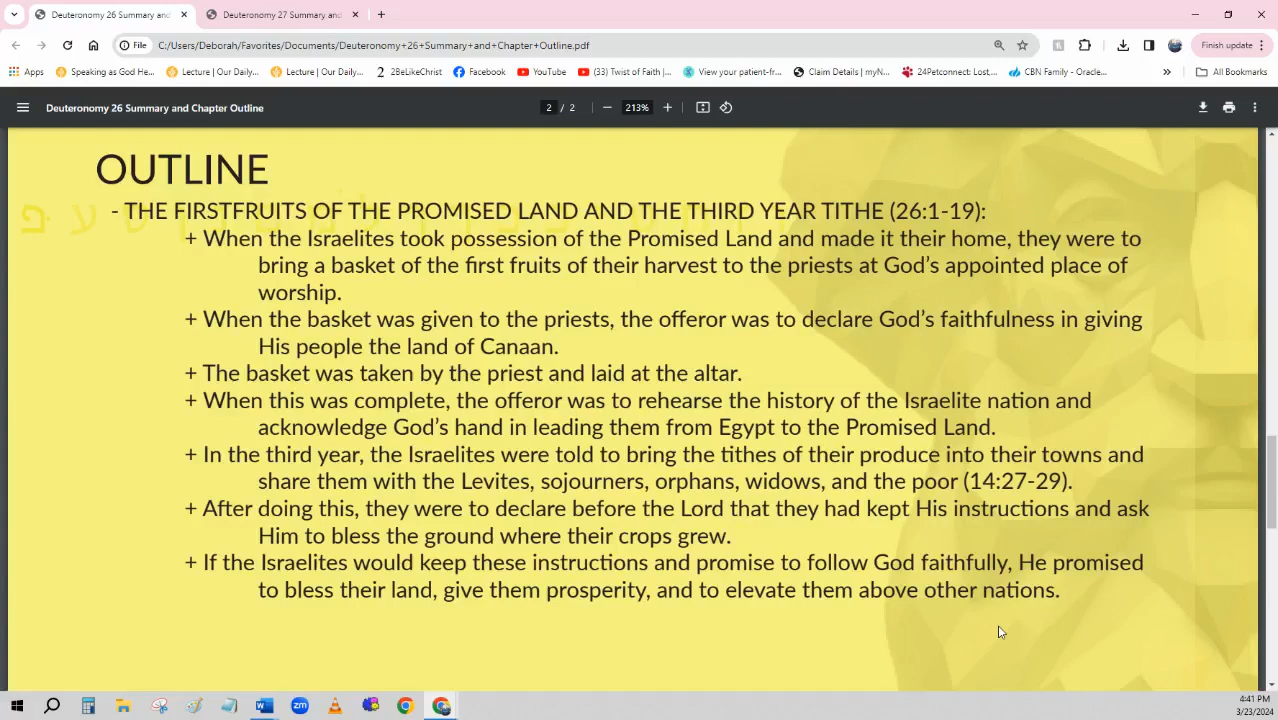 Deuteronomy 26 Summary and
Deuteronomy 27 Summary and
C:/Users/Deborah/Favorites/Documents/Deuteronomy+26+Summary+and+Chapter+Outline.pdf
File
Finish update
Apps
Speaking as God He...
Lecture | Our Daily...
Lecture | Our Daily...
2 2BeLikeChrist
Facebook
YouTube
(33) Twist of Faith |...
View your patient-fr...
Claim Details | myN...
24Petconnect: Lost...
CBN Family - Oracle...
»
All Bookmarks
Deuteronomy 26 Summary and Chapter Outline
2 / 2
213%
OUTLINE
- THE FIRSTFRUITS OF THE PROMISED LAND AND THE THIRD YEAR TITHE (26:1-19):
+ When the Israelites took possession of the Promised Land and made it their home, they were to
bring a basket of the first fruits of their harvest to the priests at God's appointed place of
worship.
+ When the basket was given to the priests, the offeror was to declare God's faithfulness in giving
His people the land of Canaan.
+ The basket was taken by the priest and laid at the altar.
+ When this was complete, the offeror was to rehearse the history of the Israelite nation and
acknowledge God's hand in leading them from Egypt to the Promised Land.
+ In the third year, the Israelites were told to bring the tithes of their produce into their towns and
share them with the Levites, sojourners, orphans, widows, and the poor (14:27-29).
+ After doing this, they were to declare before the Lord that they had kept His instructions and ask
Him to bless the ground where their crops grew.
+ If the Israelites would keep these instructions and promise to follow God faithfully, He promised
to bless their land, give them prosperity, and to elevate them above other nations.
zm
4:41 PM
3/23/2024